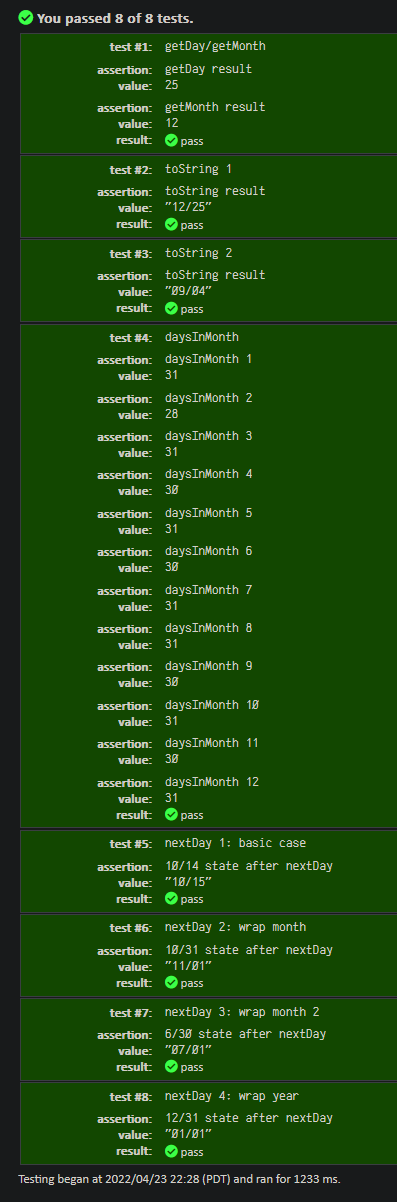 You passed 8 of 8 tests.
test #1: getDay/getMonth
assertion: getDay result
value: 25
assertion: getMonth result
value: 12
result: pass
test #2: toString 1
assertion: toString result
value: "12/25"
result: pass
test #3: toString 2
assertion: toString result
value: "09/04"
result: pass
test #4: daysInMonth
assertion: daysInMonth 1
value: 31
assertion: daysInMonth 2
value: 28
assertion: daysInMonth 3
value: 31
assertion: daysInMonth 4
value: 30
assertion: daysInMonth 5
value: 31
assertion: daysInMonth 6
value: 30
assertion: daysInMonth 7
value: 31
assertion: daysInMonth 8
value: 31
assertion: daysInMonth 9
value: 30
assertion: daysInMonth 10
value: 31
assertion: daysInMonth 11
value: 30
assertion: daysInMonth 12
value: 31
result: pass
test #5: nextDay 1: basic case
assertion: 10/14 state after nextDay
value: "10/15"
result: pass
test #6: nextDay 2: wrap month
assertion: 10/31 state after nextDay
value: "11/01"
result: pass
test #7: nextDay 3: wrap month 2
assertion: 6/30 state after nextDay
value: "07/01"
result: pass
test #8: nextDay 4: wrap year
assertion: 12/31 state after nextDay
value: "01/01"
result: pass
Testing began at 2022/04/23 22:28 (PDT) and ran for 1233 ms.